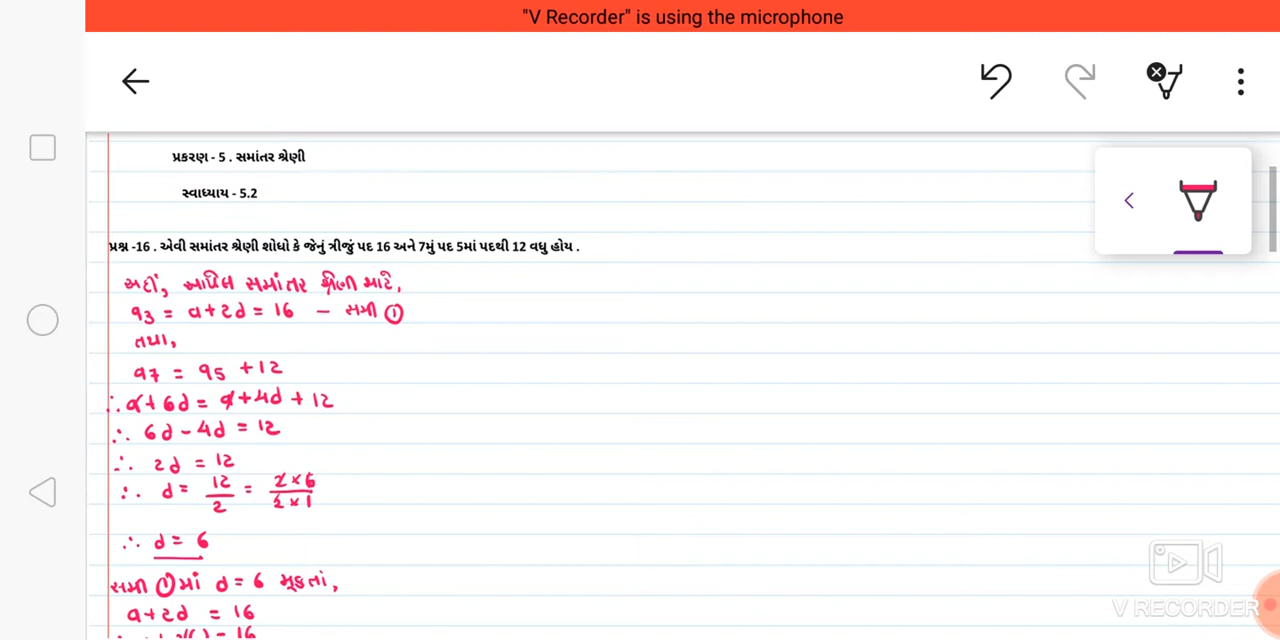 "V Recorder" is using the microphone
પ્રકરણ - 5 . સમાંતર શ્રેણી
સ્વાધ્યાય - 5.2
પ્રશ્ન -16 . એવી સમાંતર શ્રેણી શોધો કે જેનું ત્રીજું પદ 16 અને 7મું પદ 5માં પદથી 12 વધુ હોય .
અહીં, આપેલ સમાંતર શ્રેણી માટે,
a3 = a+2d = 16 – સમી ①
તથા,
a7 = a5 +12
∴ a+6d = a+4d + 12
∴ 6d - 4d = 12
∴ 2d = 12
∴ d = 12/2 = 2×6/2×1
∴ d = 6
સમી ①માં d = 6 મૂકતાં,
a+2d = 16
V RECORDER